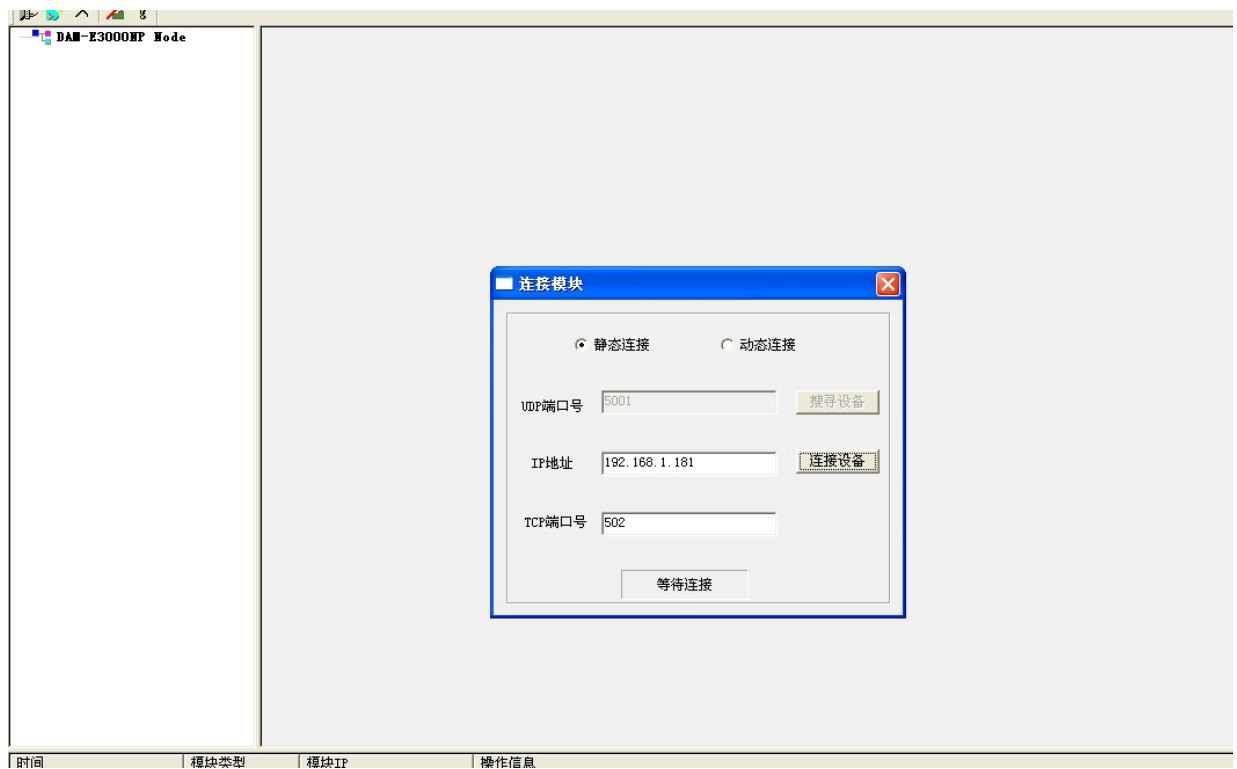 DAM-E3000NP Node
连接模块
静态连接 动态连接
UDP端口号 5001 搜寻设备
IP地址 192.168.1.181 连接设备
TCP端口号 502
等待连接
时间 模块类型 模块IP 操作信息